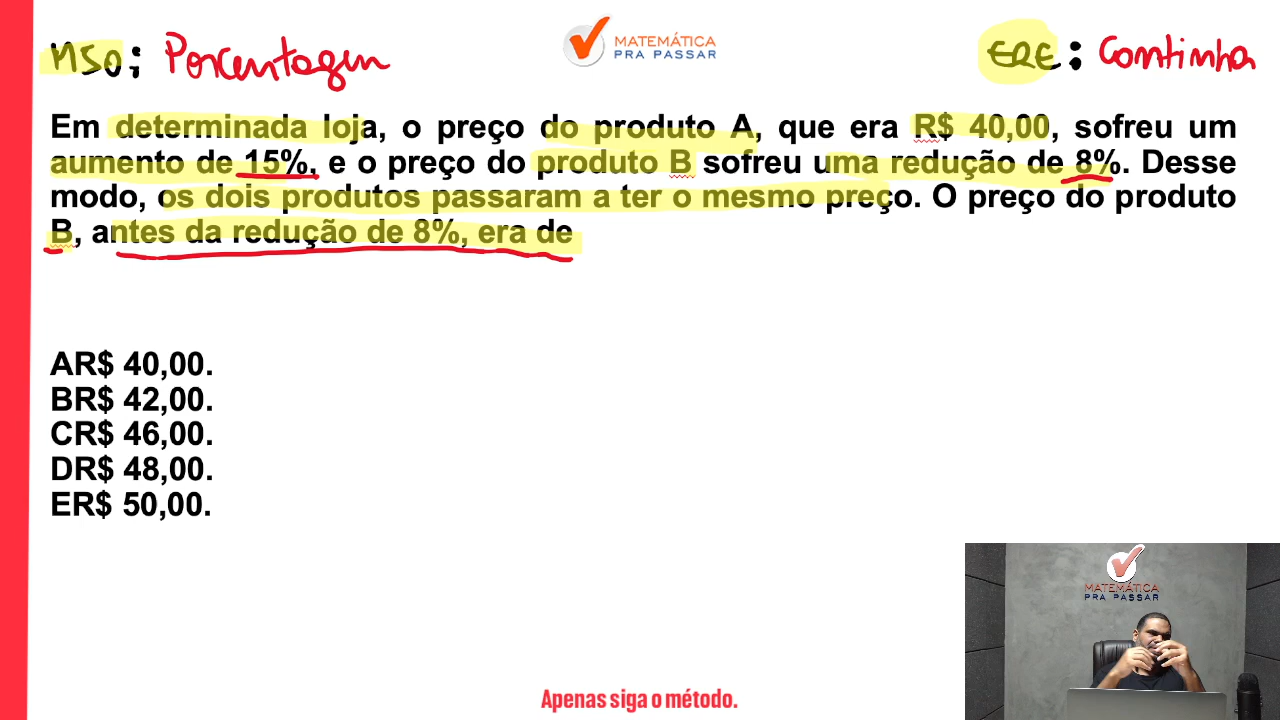 MSO: Porcentagem
MATEMÁTICA
PRA PASSAR
ERE: Continha
Em determinada loja, o preço do produto A, que era R$ 40,00, sofreu um
aumento de 15%, e o preço do produto B sofreu uma redução de 8%. Desse
modo, os dois produtos passaram a ter o mesmo preço. O preço do produto
B, antes da redução de 8%, era de
AR$ 40,00.
BR$ 42,00.
CR$ 46,00.
DR$ 48,00.
ER$ 50,00.
MATEMÁTICA
PRA PASSAR
Apenas siga o método.